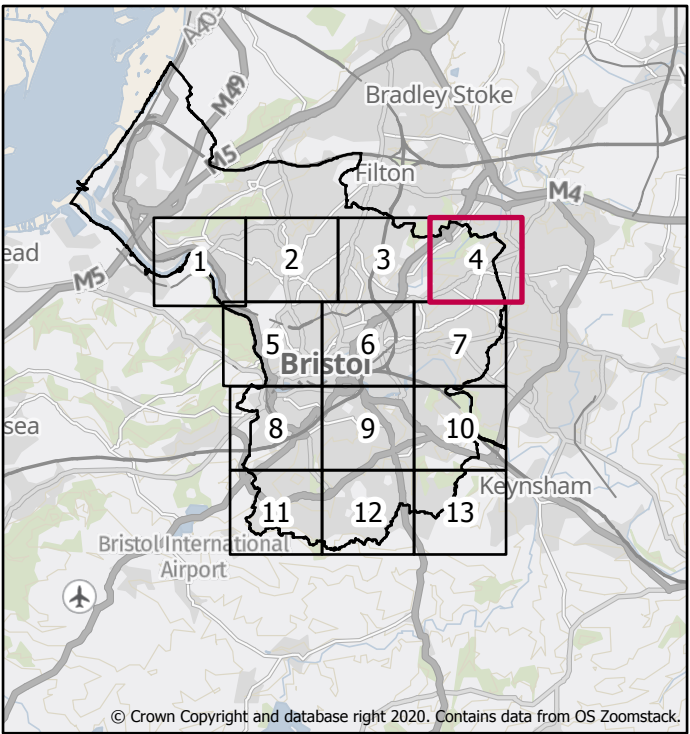 A403
M49
Bradley Stoke
M5
Filton
M4
ead
M5
1
2
3
4
5
6
7
Bristol
sea
8
9
10
Keynsham
11
12
13
Bristol International
Airport
© Crown Copyright and database right 2020. Contains data from OS Zoomstack.